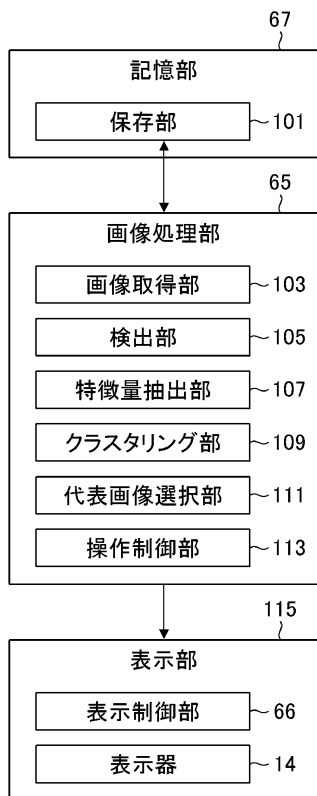 67
記憶部
保存部 101
65
画像処理部
画像取得部 103
検出部 105
特徴量抽出部 107
クラスタリング部 109
代表画像選択部 111
操作制御部 113
115
表示部
表示制御部 66
表示器 14